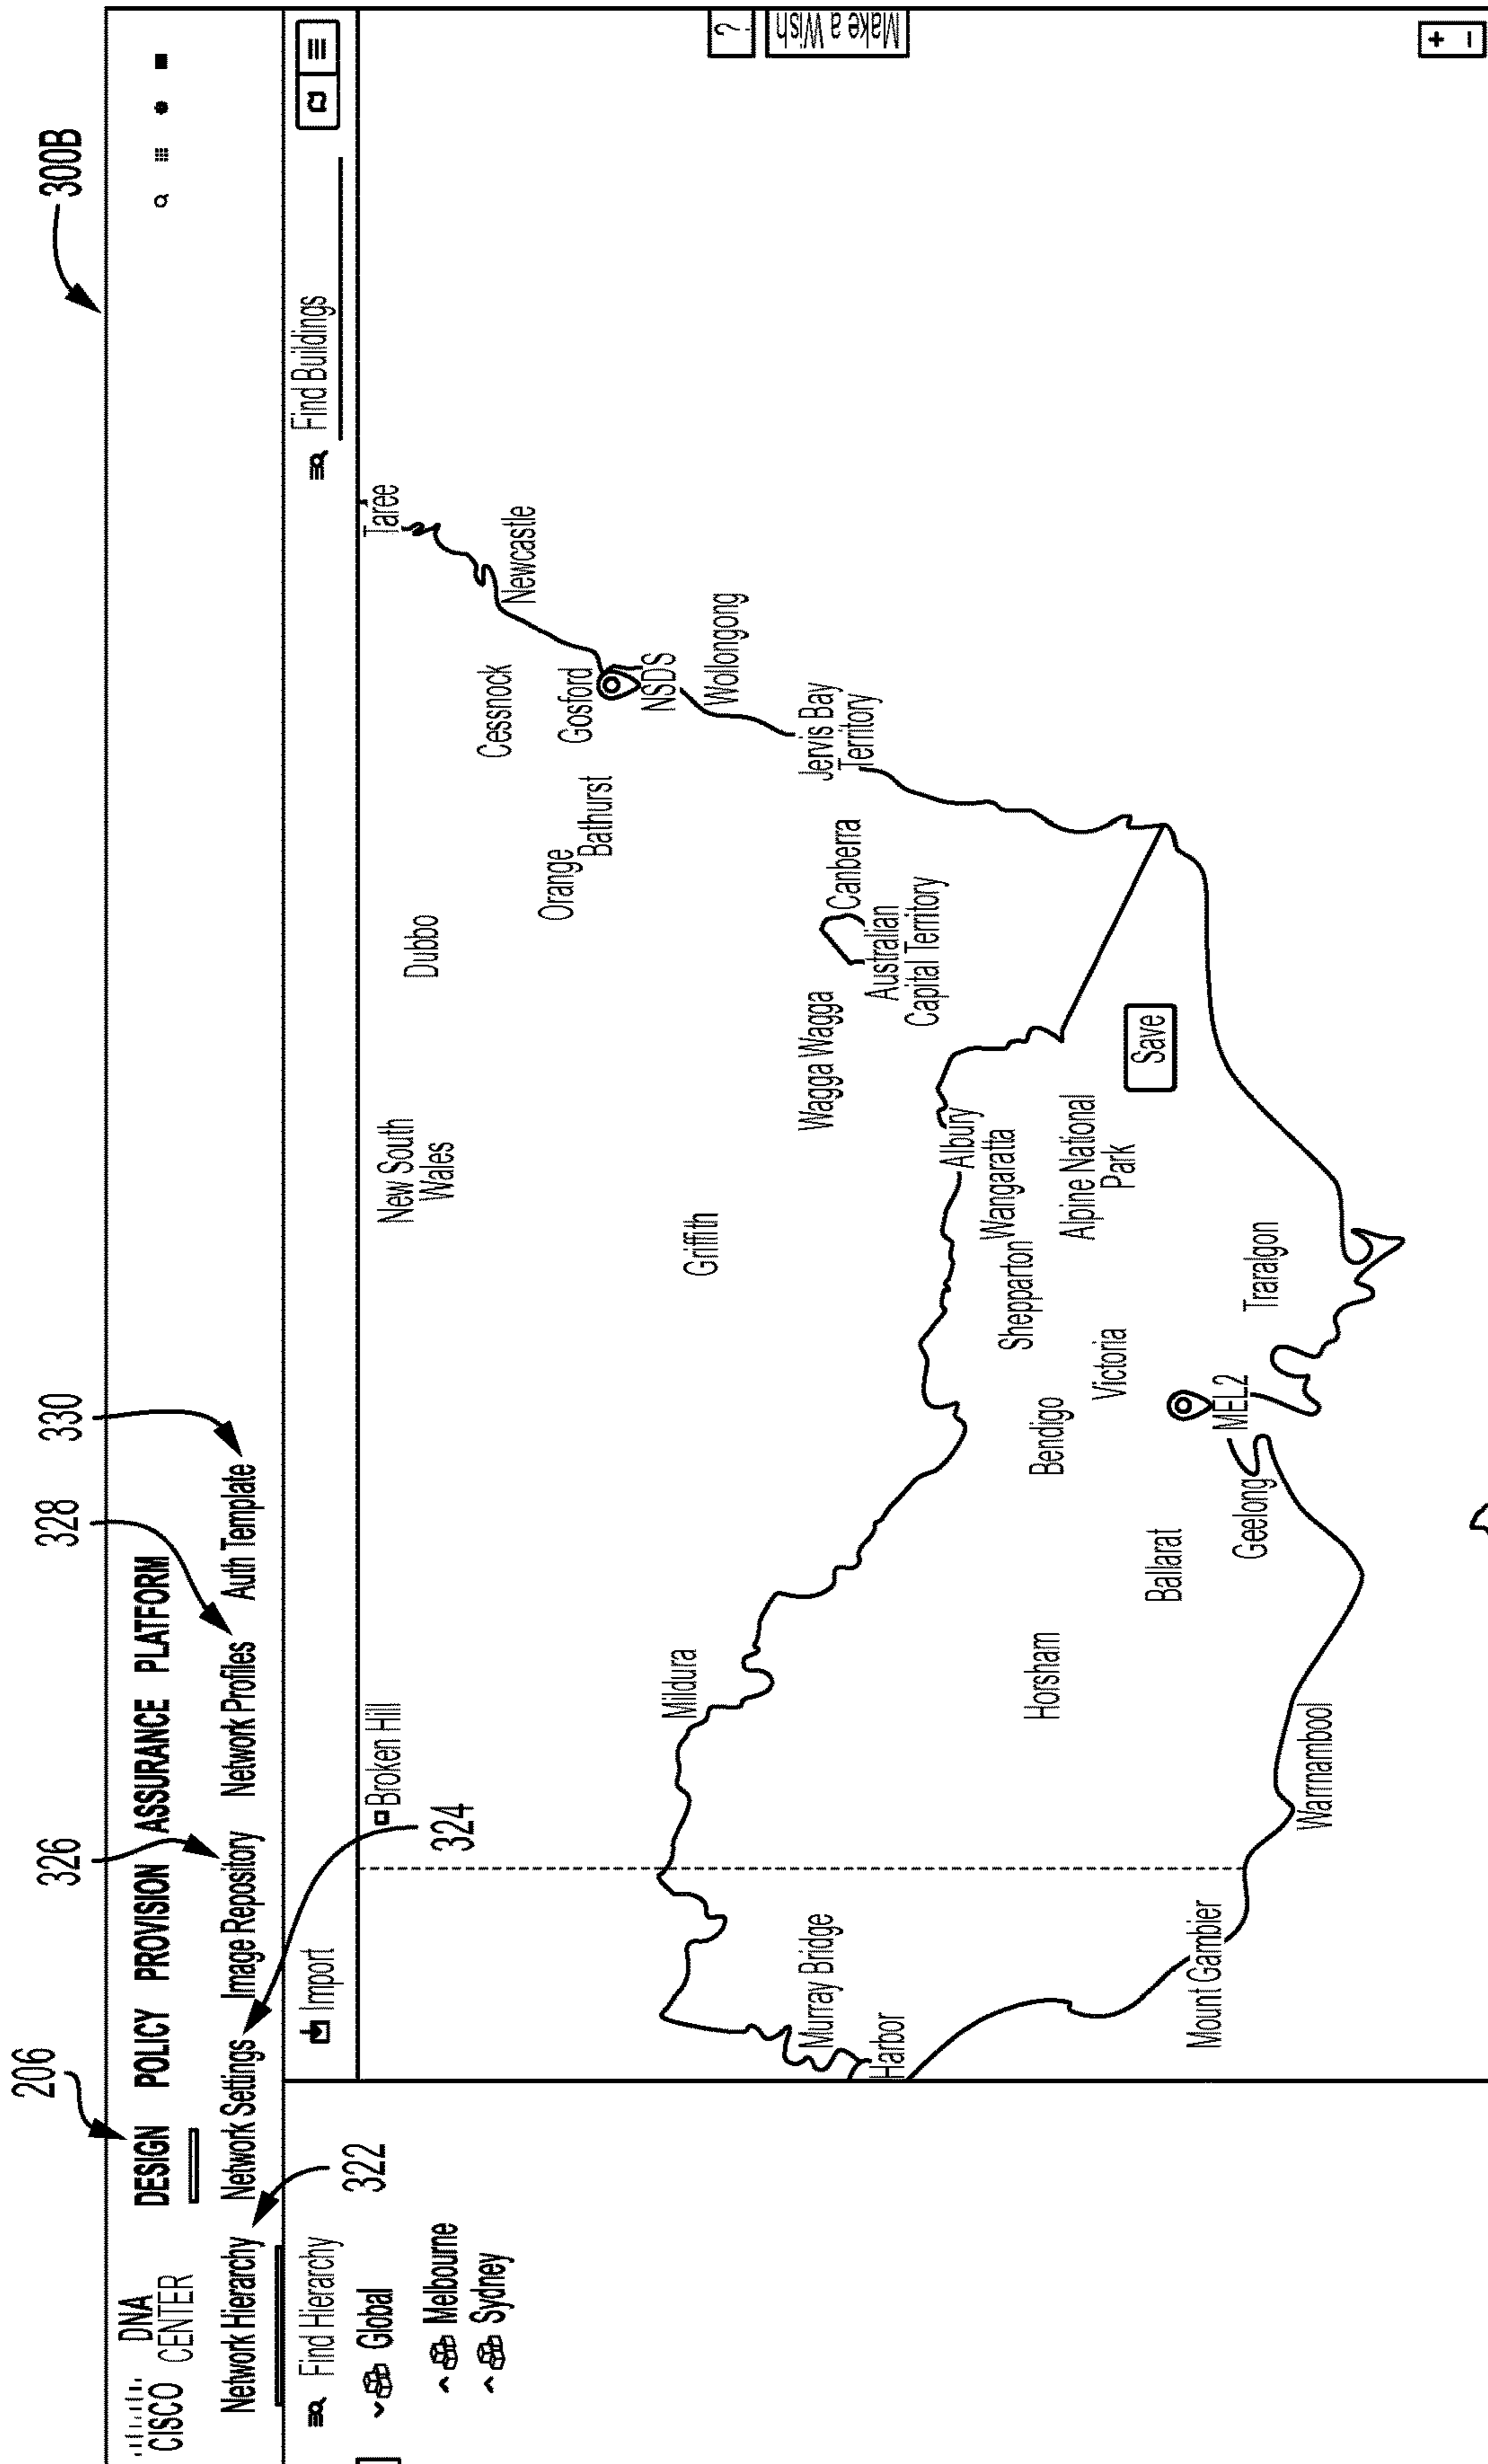 300B
206
326
328
330
CISCO
DNA
CENTER
DESIGN POLICY PROVISION ASSURANCE PLATFORM
Network Hierarchy Network Settings Image Repository Network Profiles Auth Template
322
324
Find Hierarchy
Import
Find Buildings
Global
Melbourne
Sydney
Broken Hill
New South
Wales
Dubbo
Taree
Newcastle
Cessnock
Orange
Bathurst
Gosford
NSDS
Mildura
Griffith
Wollongong
?
Make a Wish
Murray Bridge
Harbor
Wagga Wagga
Canberra
Australian
Capital Territory
Jervis Bay
Territory
Albury
Wangaratta
Shepparton
Horsham
Bendigo
Alpine National
Park
Victoria
Save
Ballarat
MEL2
Mount Gambier
Geelong
Traralgon
Warrnambool
+
-